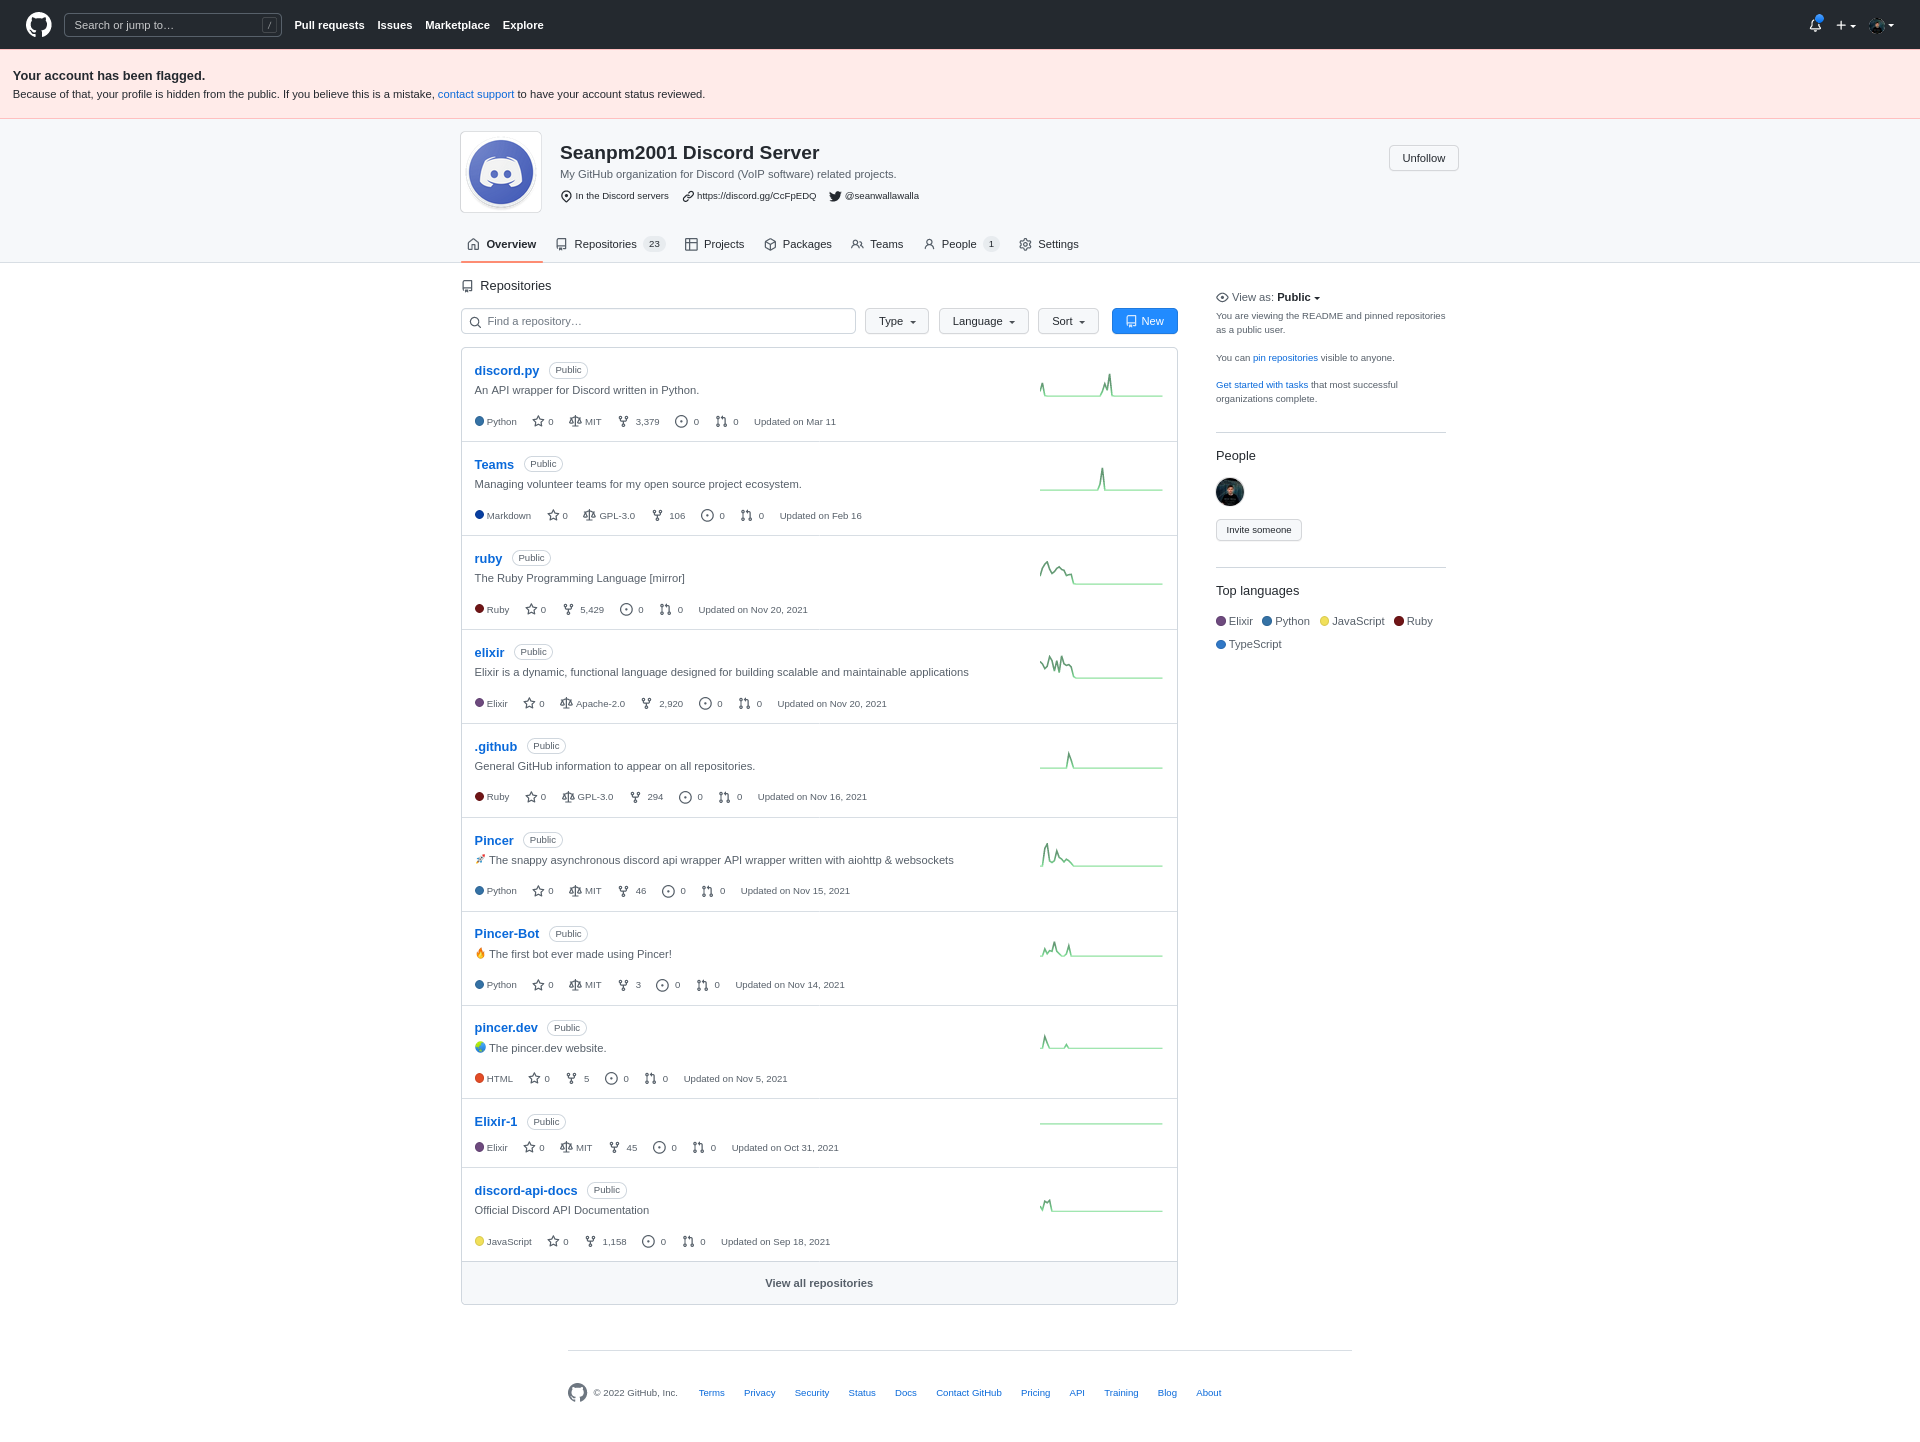 Search or jump to… /
Pull requests Issues Marketplace Explore
Your account has been flagged.
Because of that, your profile is hidden from the public. If you believe this is a mistake, contact support to have your account status reviewed.
Seanpm2001 Discord Server
Unfollow
My GitHub organization for Discord (VoIP software) related projects.
In the Discord servers https://discord.gg/CcFpEDQ @seanwallawalla
Overview Repositories 23 Projects Packages Teams People 1 Settings
Repositories
Find a repository… Type Language Sort New
discord.py Public
An API wrapper for Discord written in Python.
Python 0 MIT 3,379 0 0 Updated on Mar 11
Teams Public
Managing volunteer teams for my open source project ecosystem.
Markdown 0 GPL-3.0 106 0 0 Updated on Feb 16
ruby Public
The Ruby Programming Language [mirror]
Ruby 0 5,429 0 0 Updated on Nov 20, 2021
elixir Public
Elixir is a dynamic, functional language designed for building scalable and maintainable applications
Elixir 0 Apache-2.0 2,920 0 0 Updated on Nov 20, 2021
.github Public
General GitHub information to appear on all repositories.
Ruby 0 GPL-3.0 294 0 0 Updated on Nov 16, 2021
Pincer Public
🚀 The snappy asynchronous discord api wrapper API wrapper written with aiohttp & websockets
Python 0 MIT 46 0 0 Updated on Nov 15, 2021
Pincer-Bot Public
🔥 The first bot ever made using Pincer!
Python 0 MIT 3 0 0 Updated on Nov 14, 2021
pincer.dev Public
🌏 The pincer.dev website.
HTML 0 5 0 0 Updated on Nov 5, 2021
Elixir-1 Public
Elixir 0 MIT 45 0 0 Updated on Oct 31, 2021
discord-api-docs Public
Official Discord API Documentation
JavaScript 0 1,158 0 0 Updated on Sep 18, 2021
View all repositories
View as: Public
You are viewing the README and pinned repositories
as a public user.
You can pin repositories visible to anyone.
Get started with tasks that most successful
organizations complete.
People
Invite someone
Top languages
Elixir Python JavaScript Ruby
TypeScript
© 2022 GitHub, Inc. Terms Privacy Security Status Docs Contact GitHub Pricing API Training Blog About